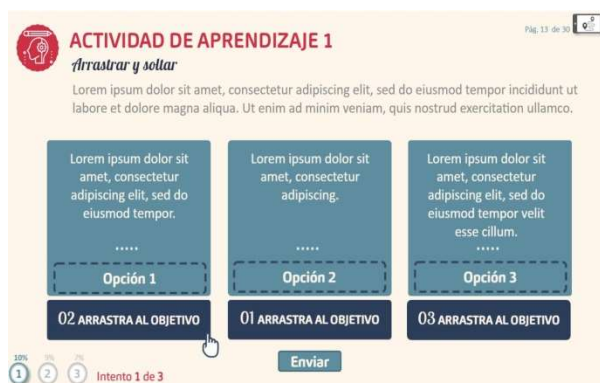 Pág. 13 de 30
ACTIVIDAD DE APRENDIZAJE 1
Arrastrar y soltar
Lorem ipsum dolor sit amet, consectetur adipiscing elit, sed do eiusmod tempor incididunt ut
labore et dolore magna aliqua. Ut enim ad minim veniam, quis nostrud exercitation ullamco.
Lorem ipsum dolor sit
amet, consectetur
adipiscing elit, sed do
eiusmod tempor.
.....
Opción 1
02 ARRASTRA AL OBJETIVO
Lorem ipsum dolor sit
amet, consectetur
adipiscing.
.....
Opción 2
01 ARRASTRA AL OBJETIVO
Lorem ipsum dolor sit
amet, consectetur
adipiscing elit, sed do
eiusmod tempor velit
esse cillum.
.....
Opción 3
03 ARRASTRA AL OBJETIVO
10%
1 2 3
Intento 1 de 3
Enviar